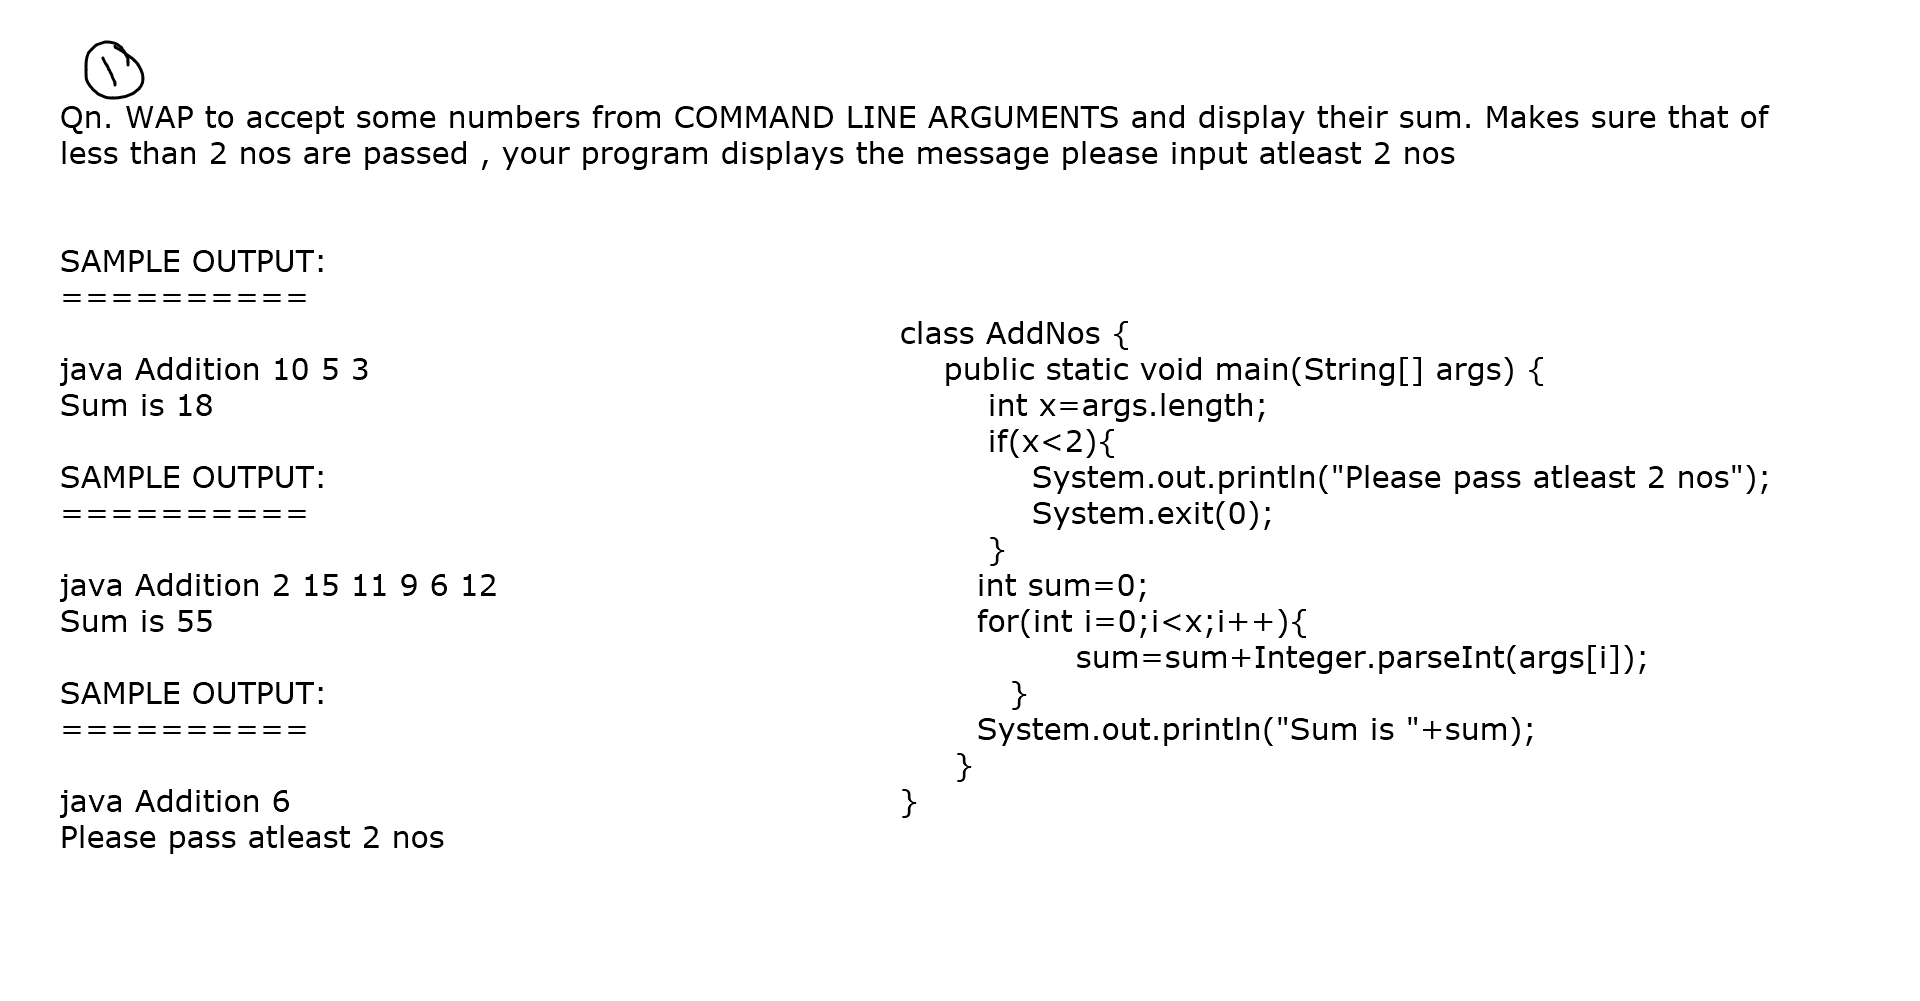 1
Qn. WAP to accept some numbers from COMMAND LINE ARGUMENTS and display their sum. Makes sure that of
less than 2 nos are passed , your program displays the message please input atleast 2 nos
SAMPLE OUTPUT:
==========
java Addition 10 5 3
Sum is 18
SAMPLE OUTPUT:
==========
java Addition 2 15 11 9 6 12
Sum is 55
SAMPLE OUTPUT:
==========
java Addition 6
Please pass atleast 2 nos
class AddNos {
public static void main(String[] args) {
int x=args.length;
if(x<2){
System.out.println("Please pass atleast 2 nos");
System.exit(0);
}
int sum=0;
for(int i=0;i<x;i++){
sum=sum+Integer.parseInt(args[i]);
}
System.out.println("Sum is "+sum);
}
}